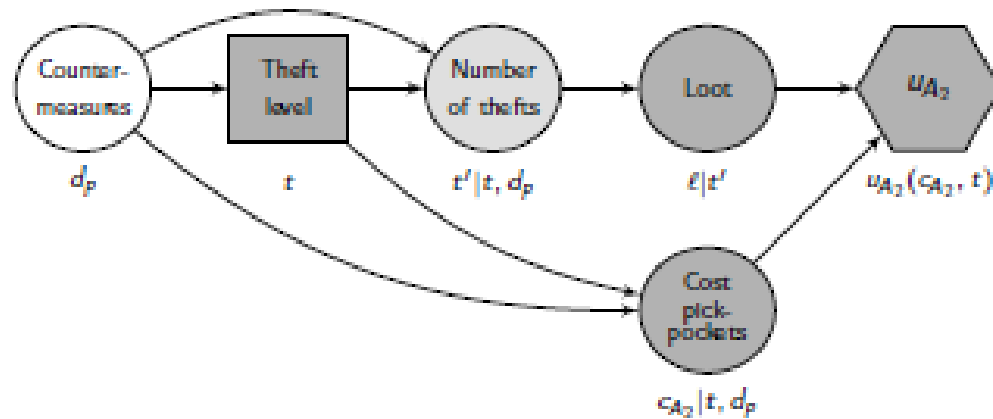 Counter-
measures
Theft
level
Number
of thefts
Loot
u_{A_2}
d_p
t
t'|t, d_p
ℓ|t'
u_{A_2}(c_{A_2}, t)
Cost
pick-
pockets
c_{A_2}|t, d_p